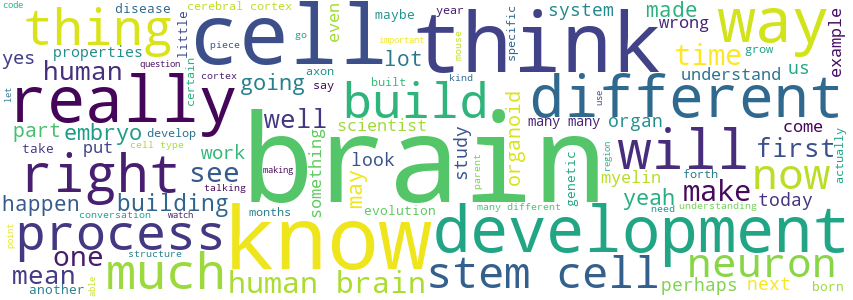 code
disease
cerebral cortex
maybe
year
system
made
wrong
way
example
thing
little
cell
piece
go
even
important
mouse
think
specific
time
grow
us
yes
properties
question
certain
cortex
axon
say
going
lot
built
kind
understand
human
let
really
build
different
use
part
embryo
develop
well
something
scientist
organoid
many many
organ
come
actually
take
put
cell type
work
see
brain
look
study
genetic
will
first
right
talking
making
may
parent
region
myelin
forth
now
happen
building
months
evolution
yeah
make
today
conversation
watch
know
many different
need
understanding
process
development
point
one
structure
much
stem cell
neuron
mean
another
able
human brain
perhaps
next
born